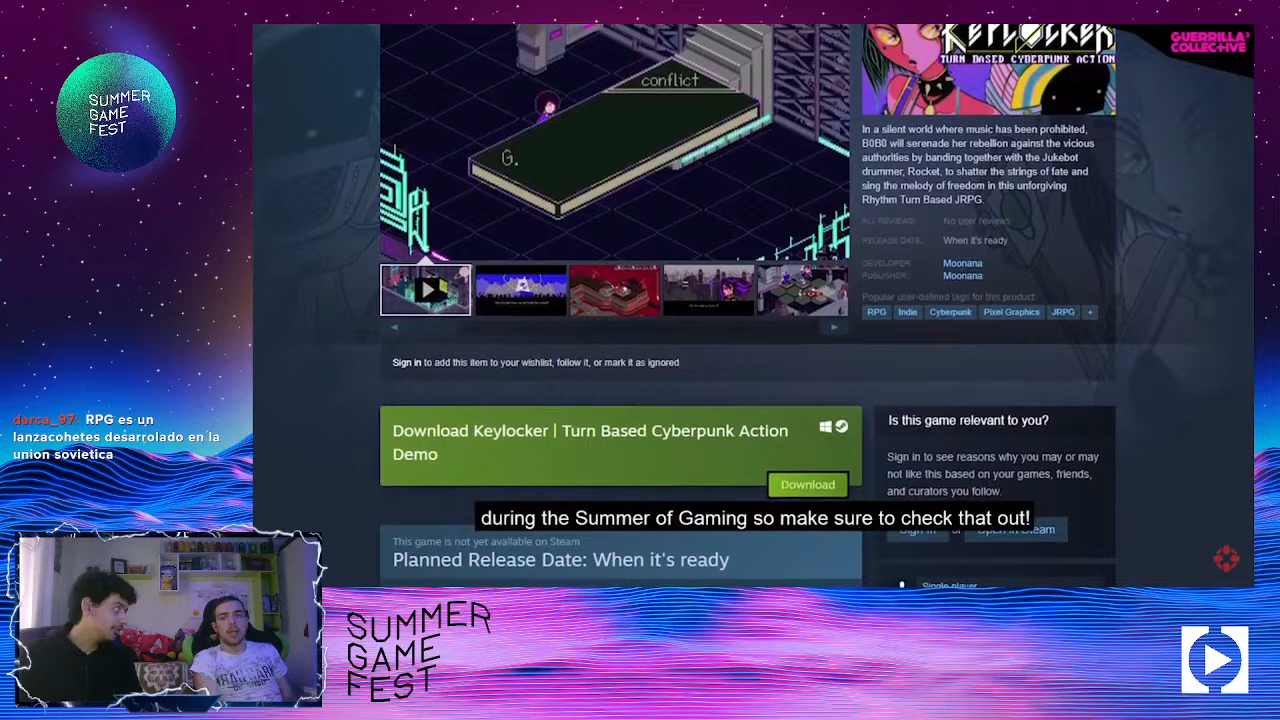 SUMMER
GAME
FEST
conflict
G.
KEYLOCKER
TURN BASED CYBERPUNK ACTION
GUERRILLA
COLLECTIVE
In a silent world where music has been prohibited,
B0B0 will serenade her rebellion against the vicious
authorities by banding together with the Jukebot
drummer, Rocket, to shatter the strings of fate and
sing the melody of freedom in this unforgiving
Rhythm Turn Based JRPG.
ALL REVIEWS: No user reviews
RELEASE DATE: When it's ready
DEVELOPER: Moonana
PUBLISHER: Moonana
Popular user-defined tags for this product:
RPG Indie Cyberpunk Pixel Graphics JRPG +
Sign in to add this item to your wishlist, follow it, or mark it as ignored
Download Keylocker | Turn Based Cyberpunk Action
Demo
Download
Is this game relevant to you?
Sign in to see reasons why you may or may
not like this based on your games, friends,
and curators you follow.
Sign In or Open in Steam
Single-player
during the Summer of Gaming so make sure to check that out!
This game is not yet available on Steam
Planned Release Date: When it's ready
darca_97: RPG es un
lanzacohetes desarrolado en la
union sovietica
SUMMER
GAME
FEST